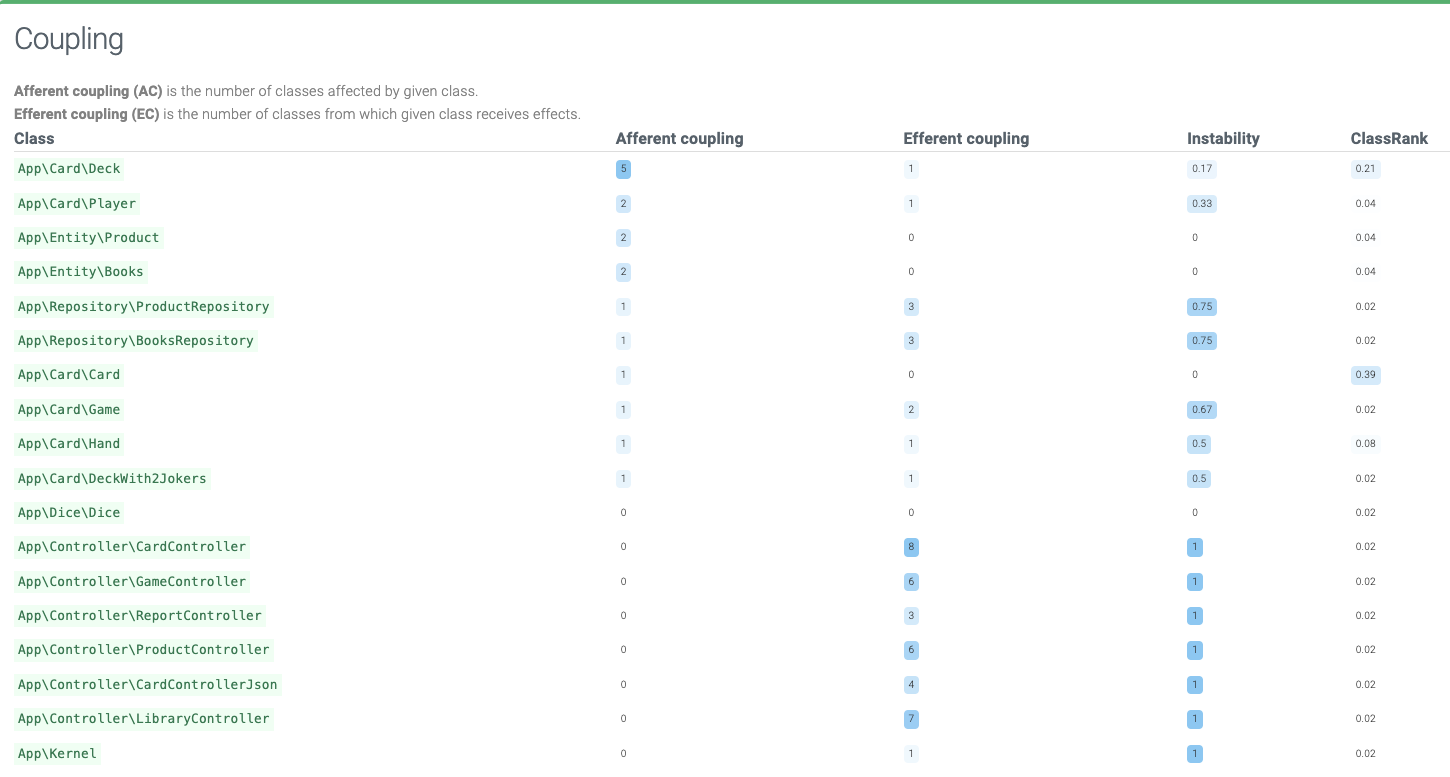 Coupling
Afferent coupling (AC) is the number of classes affected by given class.
Efferent coupling (EC) is the number of classes from which given class receives effects.
Class Afferent coupling Efferent coupling Instability ClassRank
App\Card\Deck 5 1 0.17 0.21
App\Card\Player 2 1 0.33 0.04
App\Entity\Product 2 0 0 0.04
App\Entity\Books 2 0 0 0.04
App\Repository\ProductRepository 1 3 0.75 0.02
App\Repository\BooksRepository 1 3 0.75 0.02
App\Card\Card 1 0 0 0.39
App\Card\Game 1 2 0.67 0.02
App\Card\Hand 1 1 0.5 0.08
App\Card\DeckWith2Jokers 1 1 0.5 0.02
App\Dice\Dice 0 0 0 0.02
App\Controller\CardController 0 8 1 0.02
App\Controller\GameController 0 6 1 0.02
App\Controller\ReportController 0 3 1 0.02
App\Controller\ProductController 0 6 1 0.02
App\Controller\CardControllerJson 0 4 1 0.02
App\Controller\LibraryController 0 7 1 0.02
App\Kernel 0 1 1 0.02